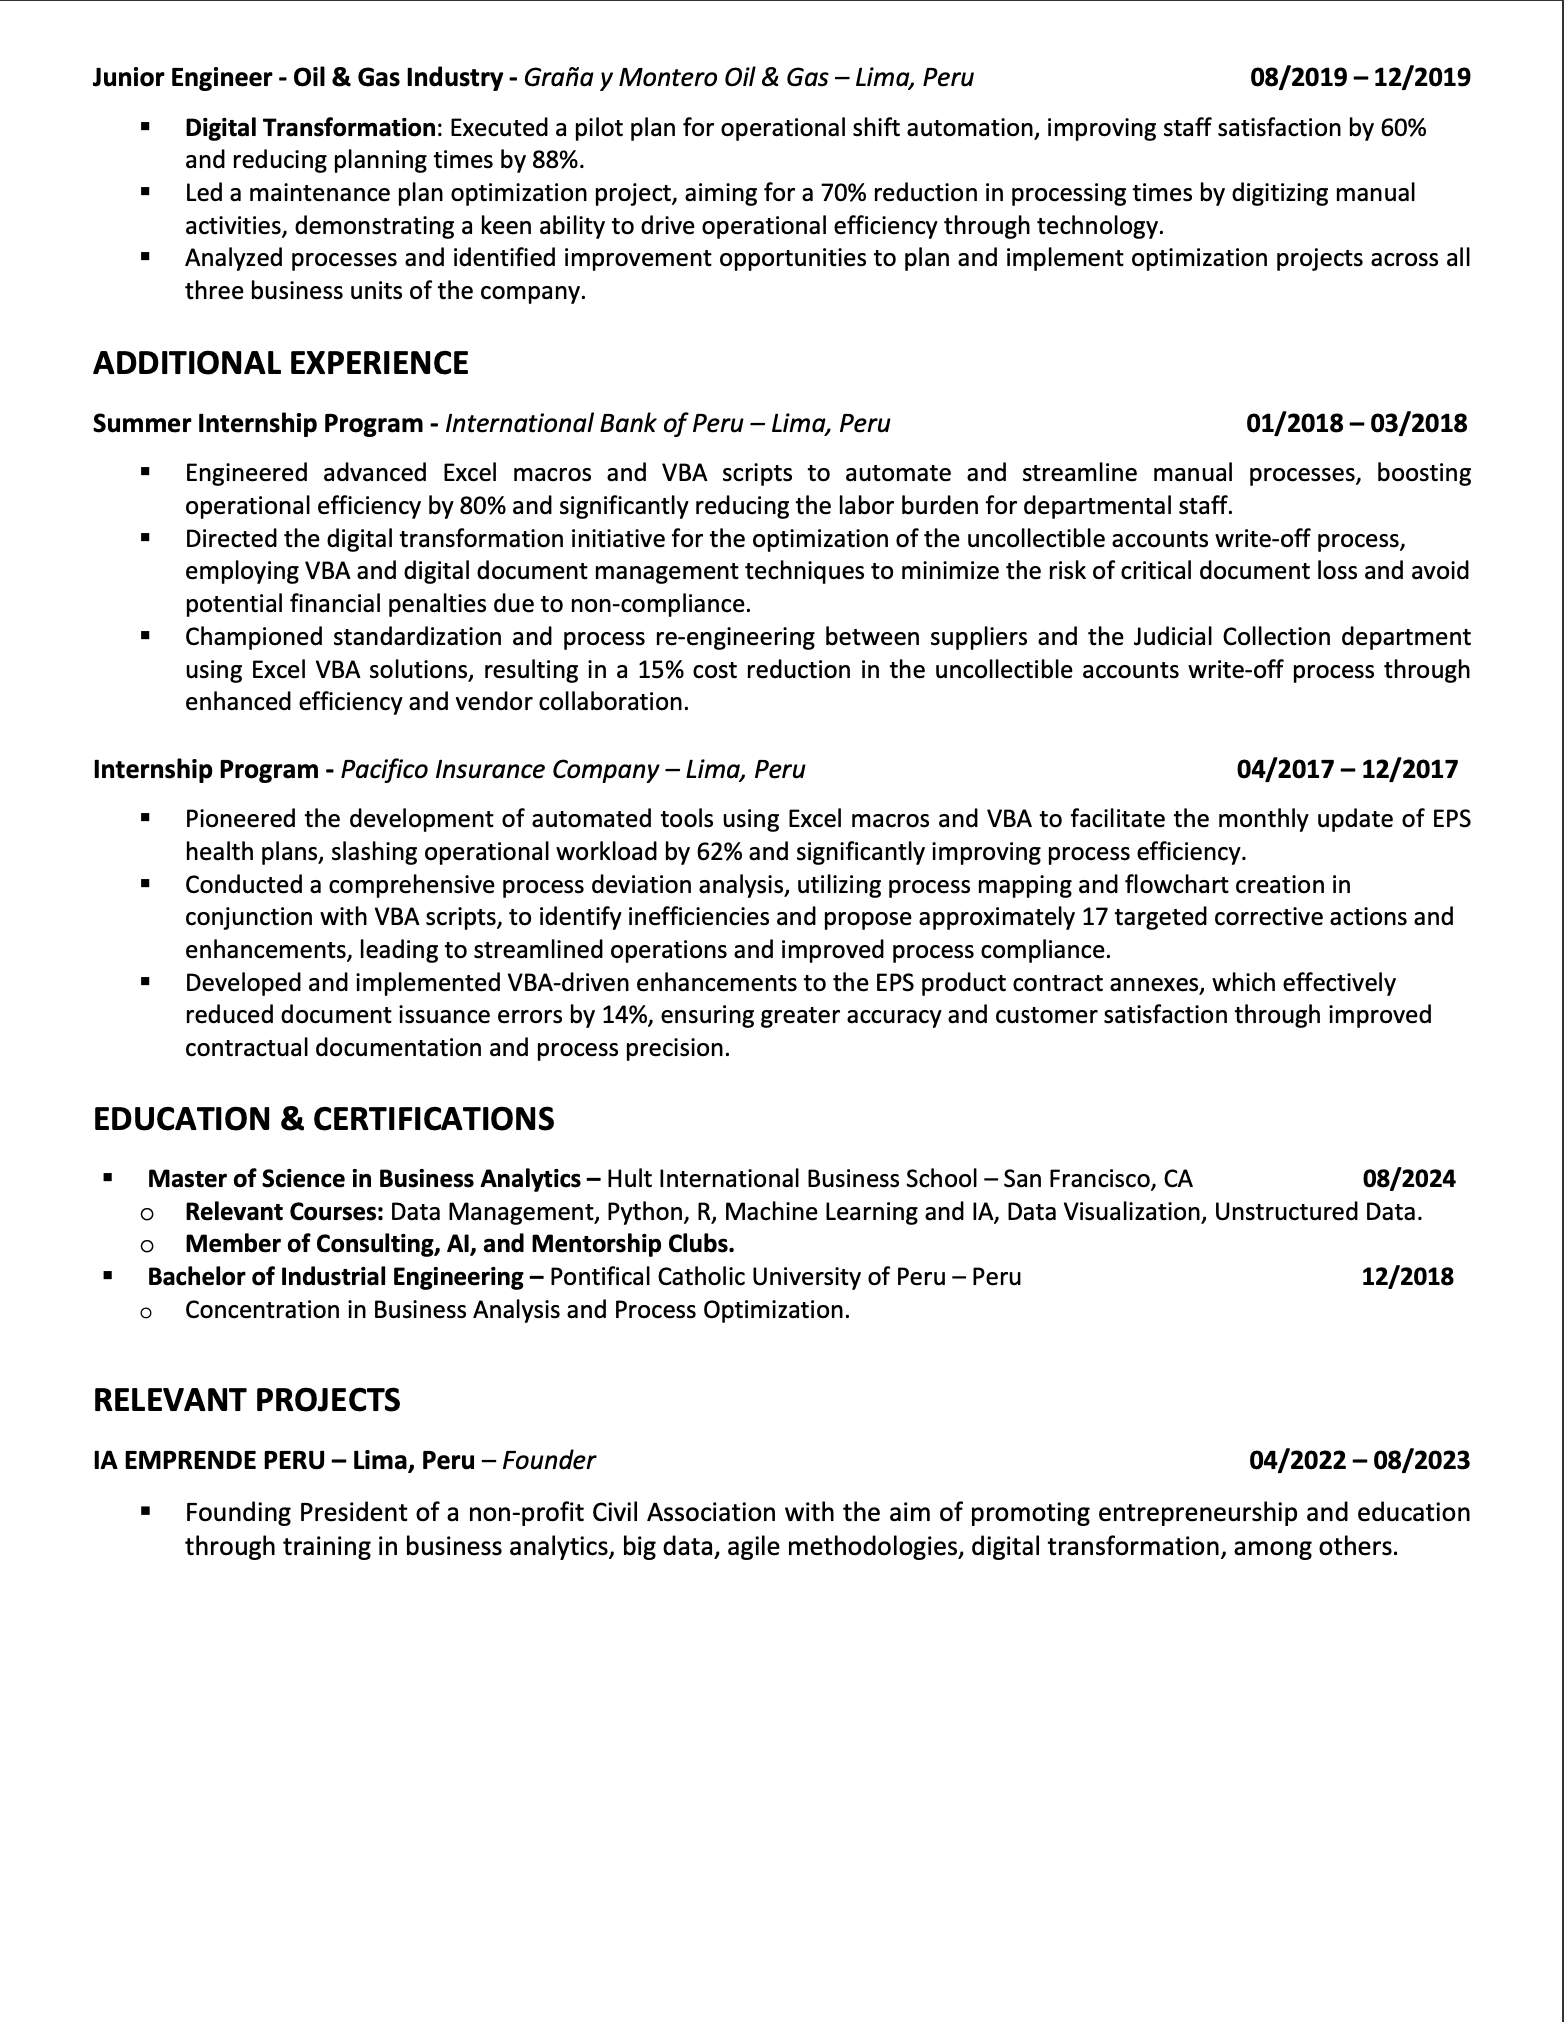 Junior Engineer - Oil & Gas Industry - Graña y Montero Oil & Gas – Lima, Peru 08/2019 – 12/2019
▪ Digital Transformation: Executed a pilot plan for operational shift automation, improving staff satisfaction by 60%
and reducing planning times by 88%.
▪ Led a maintenance plan optimization project, aiming for a 70% reduction in processing times by digitizing manual
activities, demonstrating a keen ability to drive operational efficiency through technology.
▪ Analyzed processes and identified improvement opportunities to plan and implement optimization projects across all
three business units of the company.
ADDITIONAL EXPERIENCE
Summer Internship Program - International Bank of Peru – Lima, Peru 01/2018 – 03/2018
▪ Engineered advanced Excel macros and VBA scripts to automate and streamline manual processes, boosting
operational efficiency by 80% and significantly reducing the labor burden for departmental staff.
▪ Directed the digital transformation initiative for the optimization of the uncollectible accounts write-off process,
employing VBA and digital document management techniques to minimize the risk of critical document loss and avoid
potential financial penalties due to non-compliance.
▪ Championed standardization and process re-engineering between suppliers and the Judicial Collection department
using Excel VBA solutions, resulting in a 15% cost reduction in the uncollectible accounts write-off process through
enhanced efficiency and vendor collaboration.
Internship Program - Pacifico Insurance Company – Lima, Peru 04/2017 – 12/2017
▪ Pioneered the development of automated tools using Excel macros and VBA to facilitate the monthly update of EPS
health plans, slashing operational workload by 62% and significantly improving process efficiency.
▪ Conducted a comprehensive process deviation analysis, utilizing process mapping and flowchart creation in
conjunction with VBA scripts, to identify inefficiencies and propose approximately 17 targeted corrective actions and
enhancements, leading to streamlined operations and improved process compliance.
▪ Developed and implemented VBA-driven enhancements to the EPS product contract annexes, which effectively
reduced document issuance errors by 14%, ensuring greater accuracy and customer satisfaction through improved
contractual documentation and process precision.
EDUCATION & CERTIFICATIONS
▪ Master of Science in Business Analytics – Hult International Business School – San Francisco, CA 08/2024
o Relevant Courses: Data Management, Python, R, Machine Learning and IA, Data Visualization, Unstructured Data.
o Member of Consulting, AI, and Mentorship Clubs.
▪ Bachelor of Industrial Engineering – Pontifical Catholic University of Peru – Peru 12/2018
o Concentration in Business Analysis and Process Optimization.
RELEVANT PROJECTS
IA EMPRENDE PERU – Lima, Peru – Founder 04/2022 – 08/2023
▪ Founding President of a non-profit Civil Association with the aim of promoting entrepreneurship and education
through training in business analytics, big data, agile methodologies, digital transformation, among others.